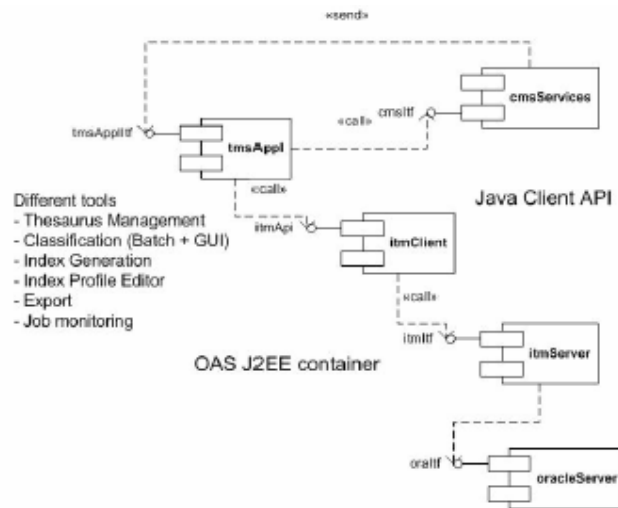 «send»
cmsServices
cmsItf
«call»
tmsApplItf
tmsAppl
«call»
Different tools
- Thesaurus Management
- Classification (Batch + GUI)
- Index Generation
- Index Profile Editor
- Export
- Job monitoring
Java Client API
itmApi
itmClient
«call»
itmItf
itmServer
OAS J2EE container
oraItf
oracleServer